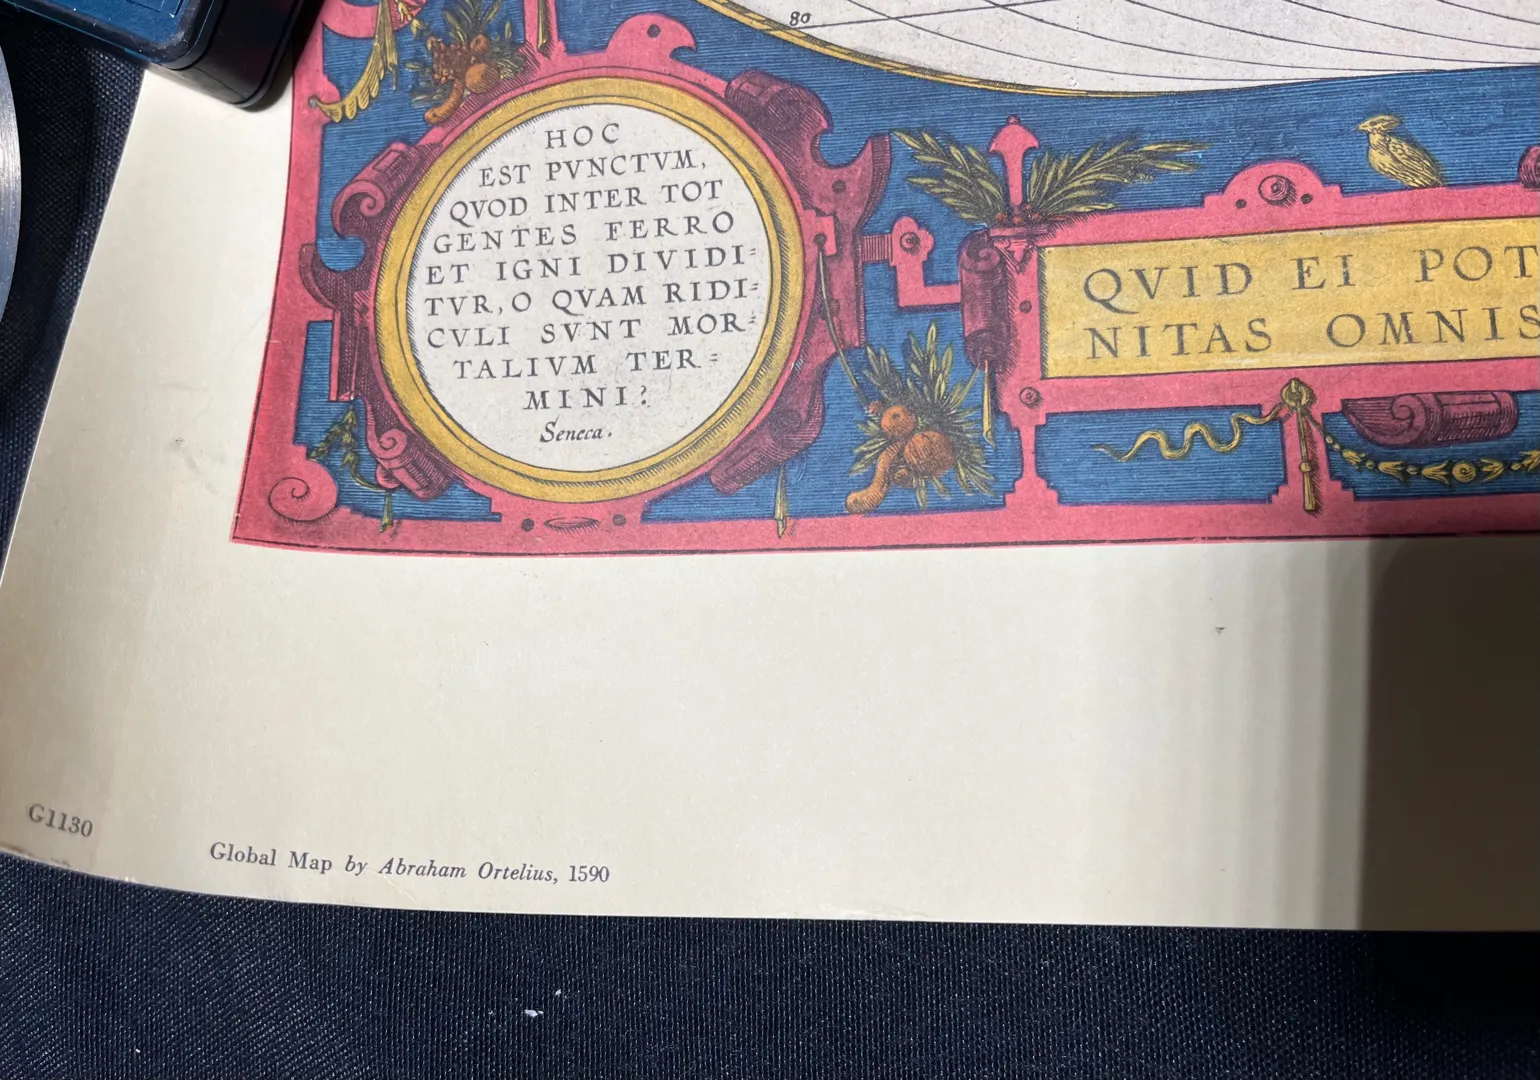 80
HOC
EST PVNCTVM,
QVOD INTER TOT
GENTES FERRO
ET IGNI DIVIDI=
TVR, O QVAM RIDI=
CVLI SVNT MOR=
TALIVM TER=
MINI?
Seneca.
QVID EI POT
NITAS OMNIS
G1130
Global Map by Abraham Ortelius, 1590